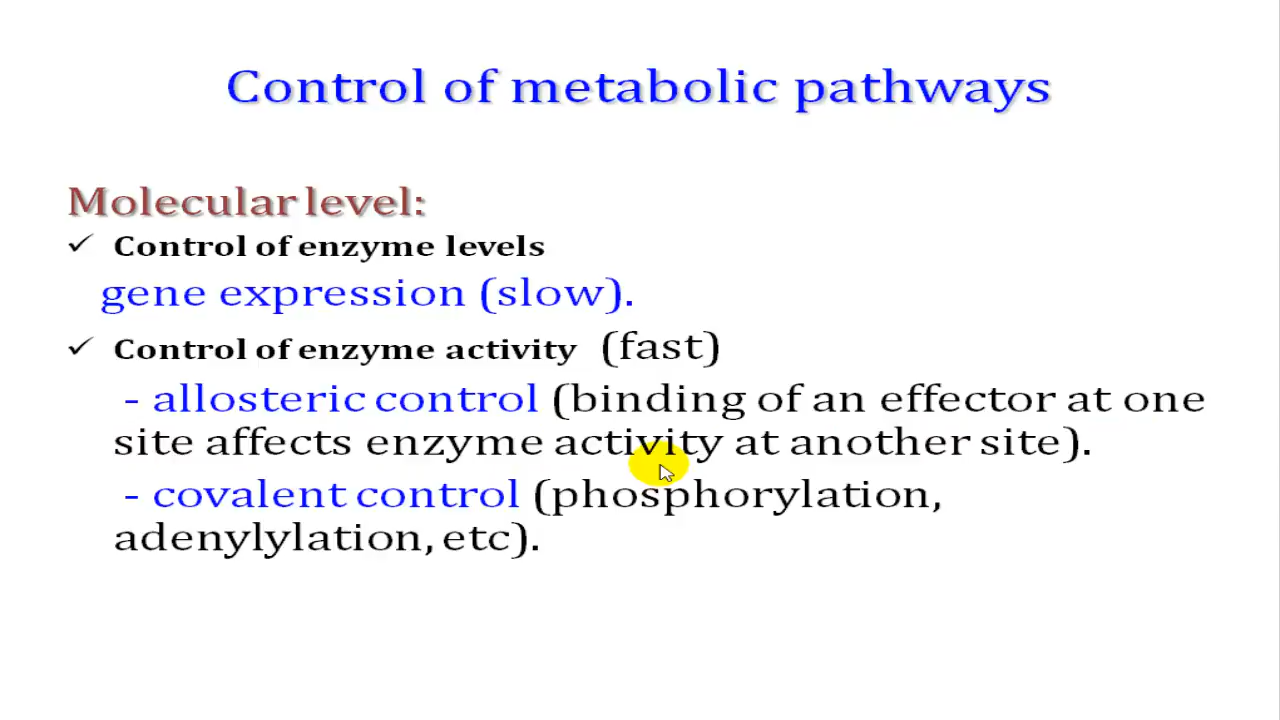 Control of metabolic pathways
Molecular level:
✓ Control of enzyme levels
gene expression (slow).
✓ Control of enzyme activity (fast)
- allosteric control (binding of an effector at one
site affects enzyme activity at another site).
- covalent control (phosphorylation,
adenylylation, etc).